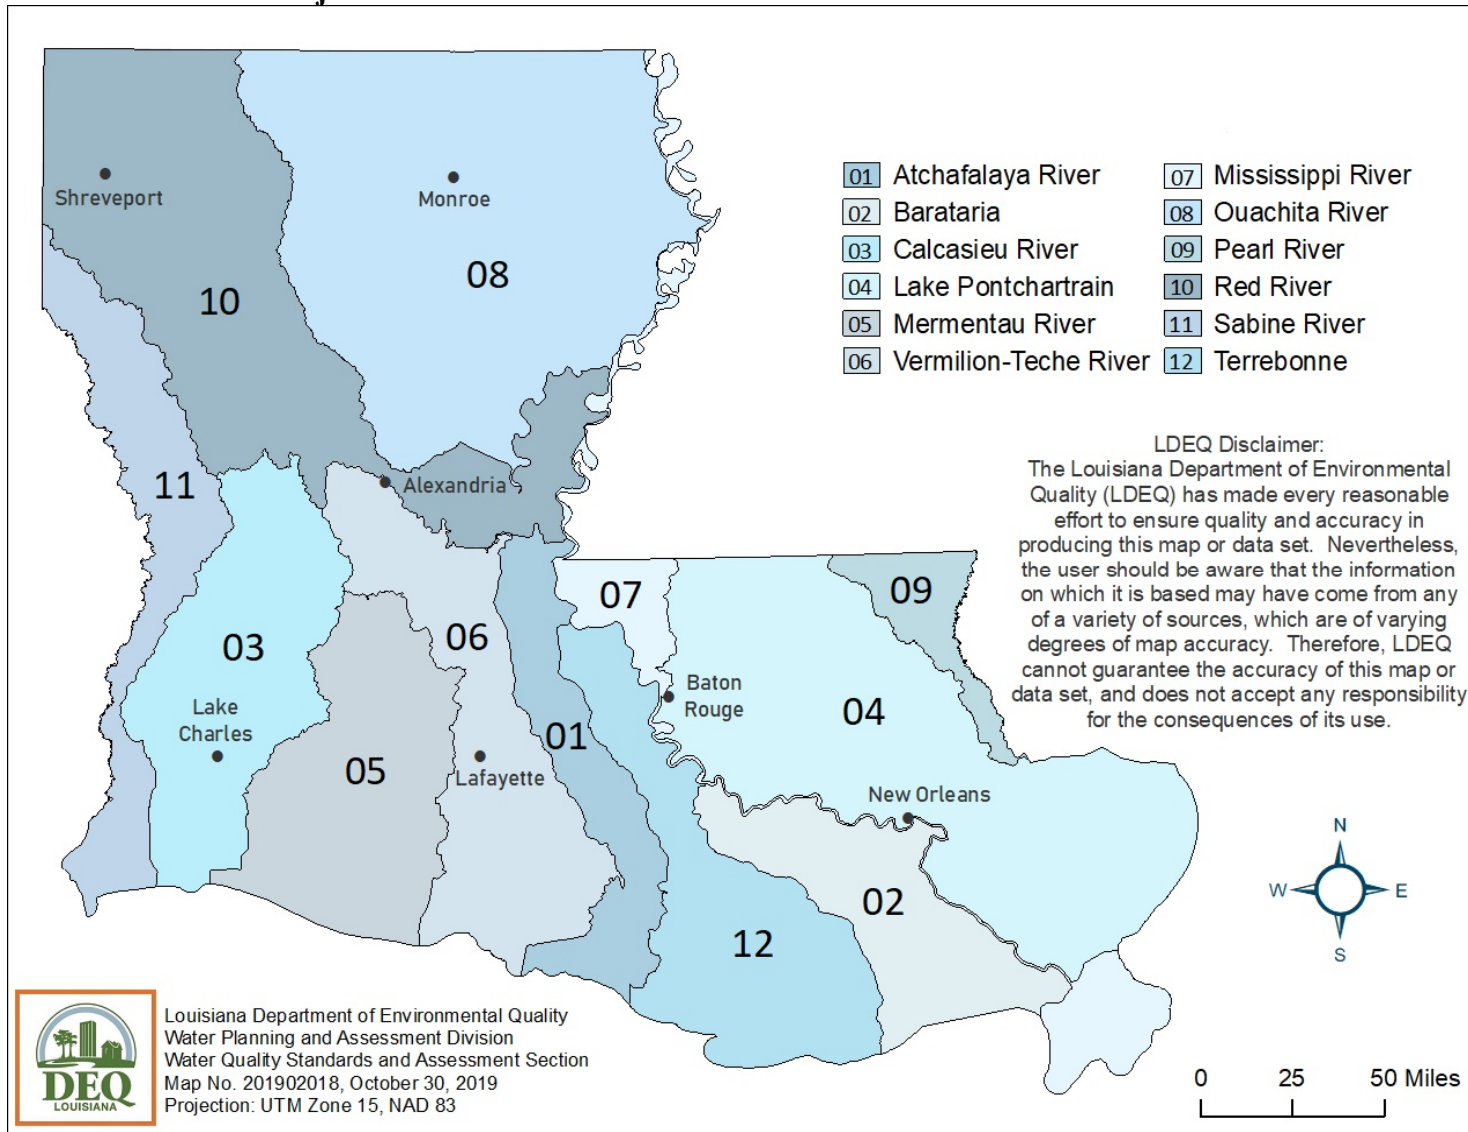 Shreveport
Monroe
08
10
11
Alexandria
07
09
06
03
Baton
Rouge
Lake
Charles
04
01
05
Lafayette
New Orleans
02
12
01 Atchafalaya River
02 Barataria
03 Calcasieu River
04 Lake Pontchartrain
05 Mermentau River
06 Vermilion-Teche River
07 Mississippi River
08 Ouachita River
09 Pearl River
10 Red River
11 Sabine River
12 Terrebonne
LDEQ Disclaimer:
The Louisiana Department of Environmental
Quality (LDEQ) has made every reasonable
effort to ensure quality and accuracy in
producing this map or data set. Nevertheless,
the user should be aware that the information
on which it is based may have come from any
of a variety of sources, which are of varying
degrees of map accuracy. Therefore, LDEQ
cannot guarantee the accuracy of this map or
data set, and does not accept any responsibility
for the consequences of its use.
N
W E
S
DEQ
LOUISIANA
Louisiana Department of Environmental Quality
Water Planning and Assessment Division
Water Quality Standards and Assessment Section
Map No. 201902018, October 30, 2019
Projection: UTM Zone 15, NAD 83
0 25 50 Miles